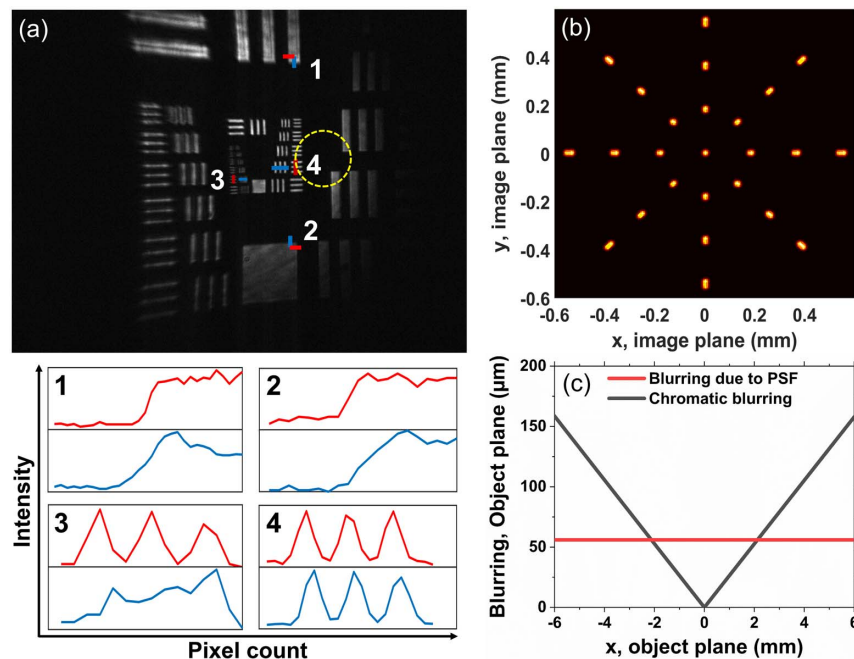 (a)
1
2
3
4
1
2
3
4
Intensity
Pixel count
(b)
0.4
0.2
0
-0.2
-0.4
-0.6
y, image plane (mm)
-0.6 -0.4 -0.2 0 0.2 0.4
x, image plane (mm)
(c)
Blurring due to PSF
Chromatic blurring
200
150
100
50
0
Blurring, Object plane (µm)
-6 -4 -2 0 2 4 6
x, object plane (mm)